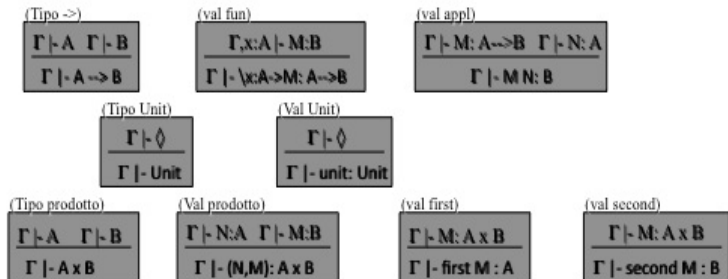 (Tipo ->) (val fun) (val appl)
Γ |- A Γ |- B Γ,x:A |- M:B Γ |- M: A-->B Γ |- N: A
Γ |- A --> B Γ |- \x:A->M: A-->B Γ |- M N: B
(Tipo Unit) (Val Unit)
Γ |- ◊ Γ |- ◊
Γ |- Unit Γ |- unit: Unit
(Tipo prodotto) (Val prodotto) (val first) (val second)
Γ |- A Γ |- B Γ |- N:A Γ |- M:B Γ |- M: A x B Γ |- M: A x B
Γ |- A x B Γ |- (N,M): A x B Γ |- first M : A Γ |- second M : B